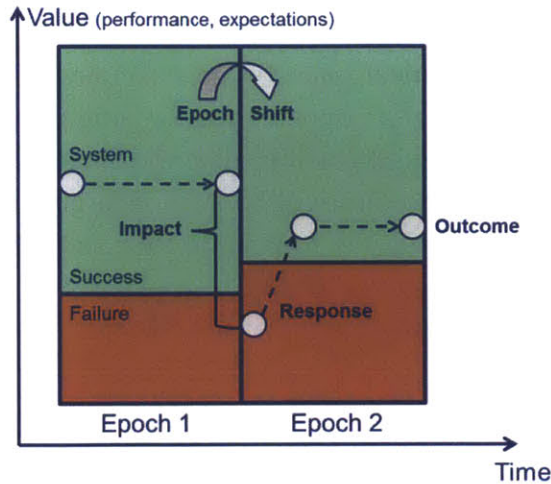 Value (performance, expectations)
Epoch Shift
System
Impact
Outcome
Success
Failure
Response
Epoch 1
Epoch 2
Time